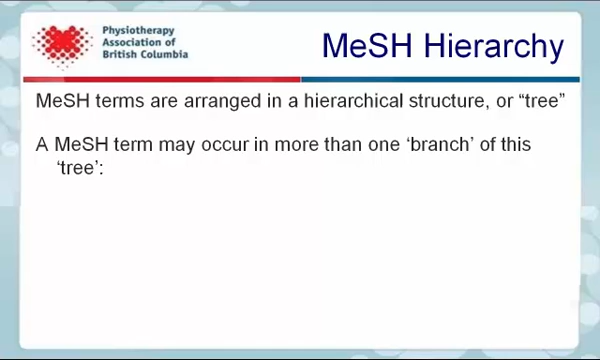 Physiotherapy
Association of
British Columbia
MeSH Hierarchy
MeSH terms are arranged in a hierarchical structure, or “tree”
A MeSH term may occur in more than one ‘branch’ of this
‘tree’: